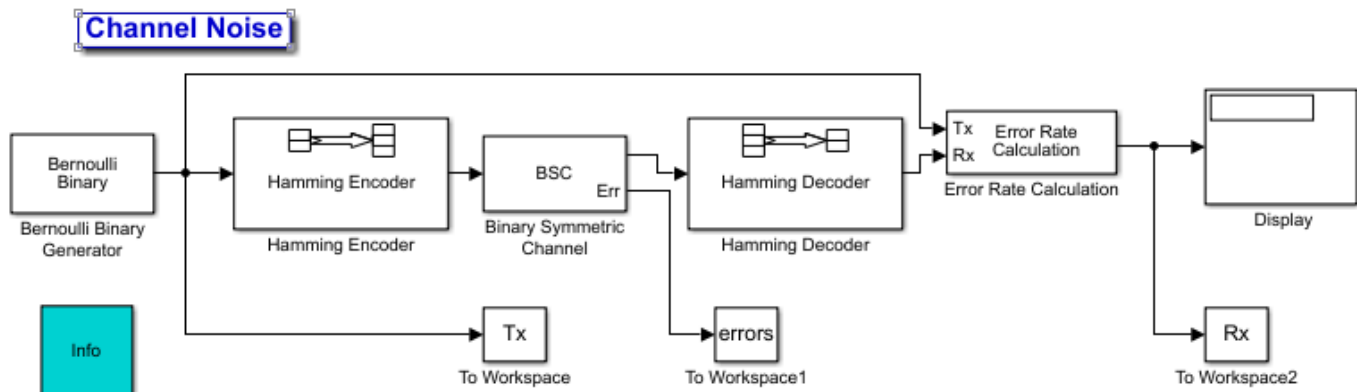 Channel Noise
Bernoulli
Binary
Bernoulli Binary
Generator
Hamming Encoder
Hamming Encoder
BSC
Err
Binary Symmetric
Channel
Hamming Decoder
Hamming Decoder
Tx
Rx
Error Rate
Calculation
Error Rate Calculation
Display
Info
Tx
To Workspace
errors
To Workspace1
Rx
To Workspace2